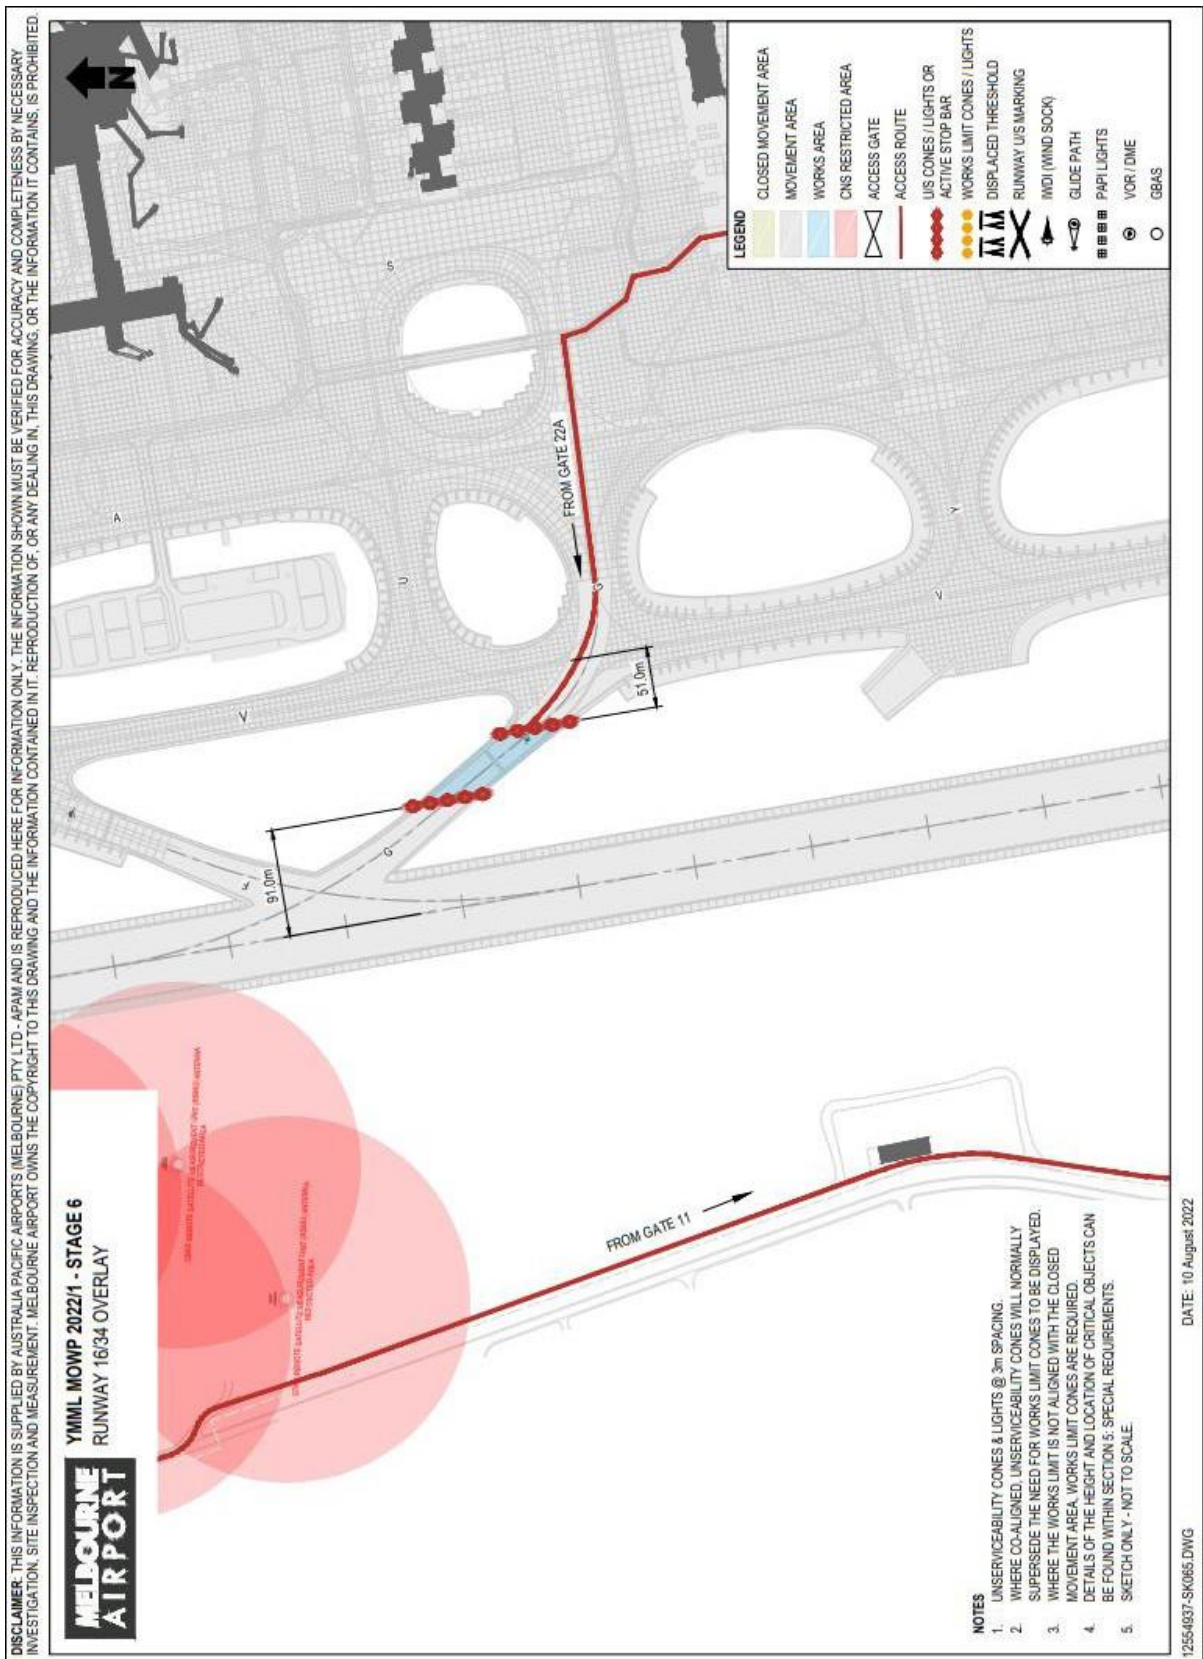 DISCLAIMER: THIS INFORMATION IS SUPPLIED BY AUSTRALIA PACIFIC AIRPORTS (MELBOURNE) PTY LTD - APAM AND IS REPRODUCED HERE FOR INFORMATION ONLY. THE INFORMATION SHOWN MUST BE VERIFIED FOR ACCURACY AND COMPLETENESS BY NECESSARY
INVESTIGATION, SITE INSPECTION AND MEASUREMENT. MELBOURNE AIRPORT OWNS THE COPYRIGHT TO THIS DRAWING AND THE INFORMATION CONTAINED IN IT. REPRODUCTION OF, OR ANY DEALING IN, THIS DRAWING, OR THE INFORMATION IT CONTAINS, IS PROHIBITED.
MELBOURNE
AIRPORT
YMML MOWP 2022/1 - STAGE 6
RUNWAY 16/34 OVERLAY
N
A
S
U
V
F
G
91.0m
51.0m
G
V
Y
FROM GATE 22A
FROM GATE 11
LEGEND
CLOSED MOVEMENT AREA
MOVEMENT AREA
WORKS AREA
CNS RESTRICTED AREA
ACCESS GATE
ACCESS ROUTE
U/S CONES / LIGHTS OR
ACTIVE STOP BAR
WORKS LIMIT CONES / LIGHTS
DISPLACED THRESHOLD
RUNWAY U/S MARKING
IWDI (WIND SOCK)
GLIDE PATH
PAPI LIGHTS
VOR / DME
GBAS
NOTES
1. UNSERVICEABILITY CONES & LIGHTS @ 3m SPACING.
2. WHERE CO-ALIGNED, UNSERVICEABILITY CONES WILL NORMALLY
SUPERSEDE THE NEED FOR WORKS LIMIT CONES TO BE DISPLAYED.
3. WHERE THE WORKS LIMIT IS NOT ALIGNED WITH THE CLOSED
MOVEMENT AREA, WORKS LIMIT CONES ARE REQUIRED.
4. DETAILS OF THE HEIGHT AND LOCATION OF CRITICAL OBJECTS CAN
BE FOUND WITHIN SECTION 5: SPECIAL REQUIREMENTS.
5. SKETCH ONLY - NOT TO SCALE.
12554937-SK065.DWG
DATE: 10 August 2022